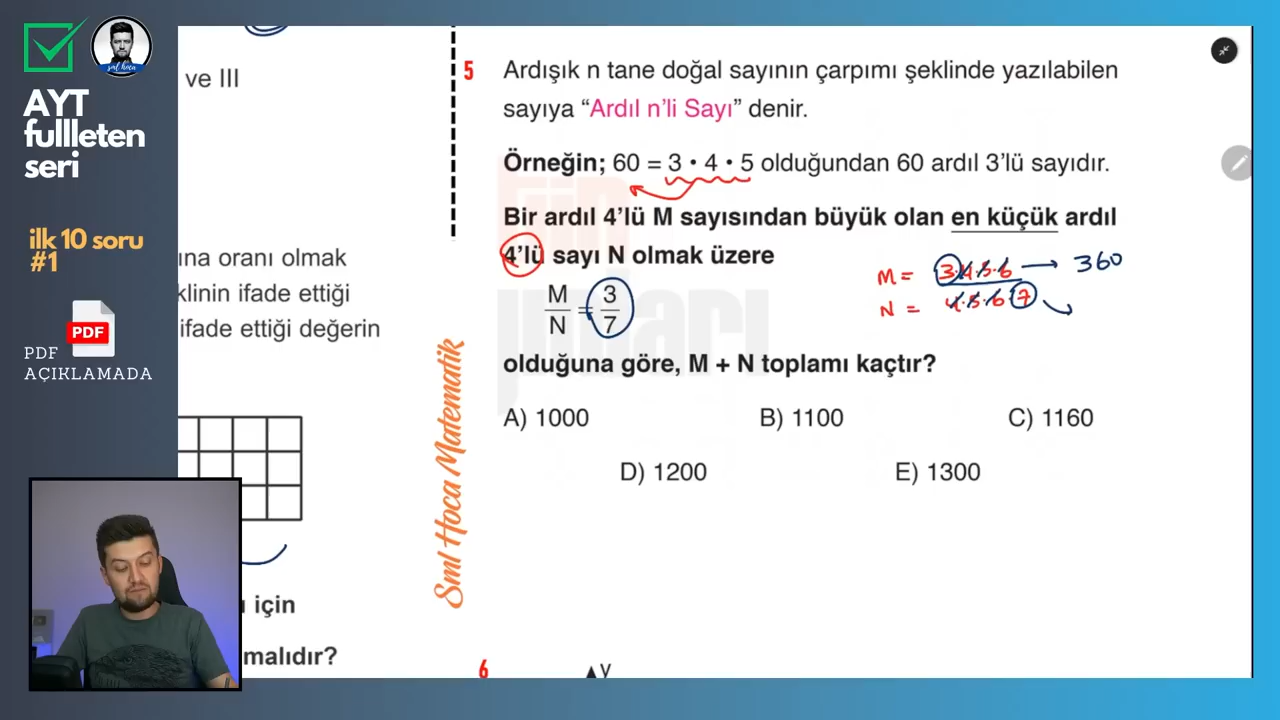 AYT
fullleten
seri
ilk 10 soru
#1
PDF
PDF
AÇIKLAMADA
sml hoca
ve III
ına oranı olmak
klinin ifade ettiği
ifade ettiği değerin
için
malıdır?
Sml Hoca Matematik
5 Ardışık n tane doğal sayının çarpımı şeklinde yazılabilen
sayıya “Ardıl n’li Sayı” denir.
Örneğin; 60 = 3 • 4 • 5 olduğundan 60 ardıl 3’lü sayıdır.
Bir ardıl 4’lü M sayısından büyük olan en küçük ardıl
4’lü sayı N olmak üzere
M = 3.4.5.6 → 360
N = 4.5.6.7
M/N = 3/7
olduğuna göre, M + N toplamı kaçtır?
A) 1000 B) 1100 C) 1160
D) 1200 E) 1300
6 y